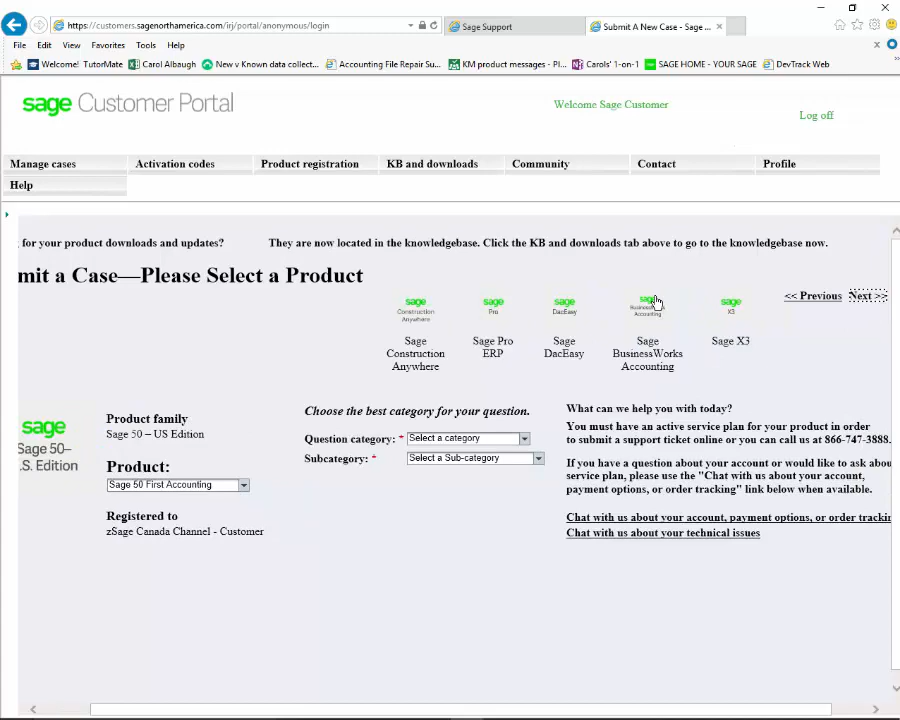 https://customers.sagenorthamerica.com/irj/portal/anonymous/login
Sage Support
Submit A New Case - Sage ...
File Edit View Favorites Tools Help
Welcome! TutorMate Carol Albaugh New v Known data collect... Accounting File Repair Su... KM product messages - Pl... Carols' 1-on-1 SAGE HOME - YOUR SAGE DevTrack Web
sage Customer Portal
Welcome Sage Customer
Log off
Manage cases Activation codes Product registration KB and downloads Community Contact Profile
Help
for your product downloads and updates? They are now located in the knowledgebase. Click the KB and downloads tab above to go to the knowledgebase now.
mit a Case—Please Select a Product
<< Previous Next >>
sage Construction Anywhere
sage Pro
sage DacEasy
sage Accounting
sage X3
Sage Construction Anywhere
Sage Pro ERP
Sage DacEasy
Sage BusinessWorks Accounting
Sage X3
sage
Sage 50–
.S. Edition
Product family
Sage 50 – US Edition
Product:
Sage 50 First Accounting
Registered to
zSage Canada Channel - Customer
Choose the best category for your question.
Question category: * Select a category
Subcategory: * Select a Sub-category
What can we help you with today?
You must have an active service plan for your product in order
to submit a support ticket online or you can call us at 866-747-3888.
If you have a question about your account or would like to ask abou
service plan, please use the "Chat with us about your account,
payment options, or order tracking" link below when available.
Chat with us about your account, payment options, or order trackin
Chat with us about your technical issues